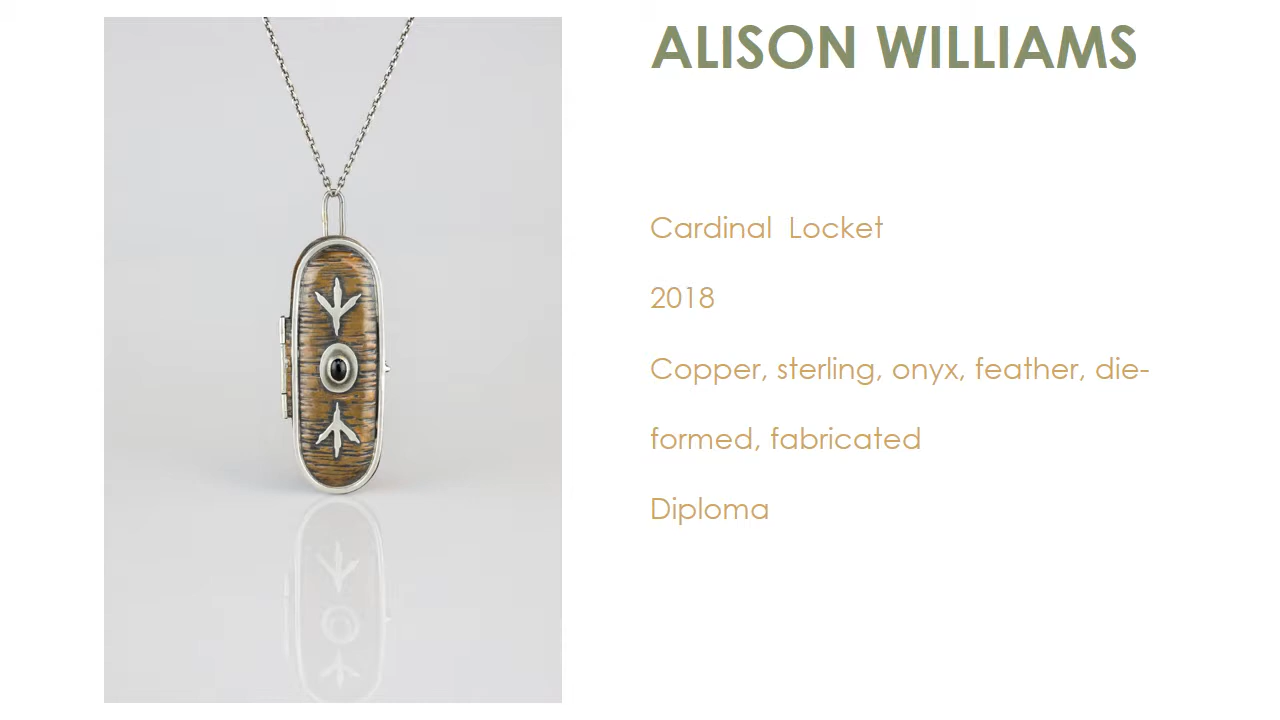 ALISON WILLIAMS
Cardinal Locket
2018
Copper, sterling, onyx, feather, die-
formed, fabricated
Diploma